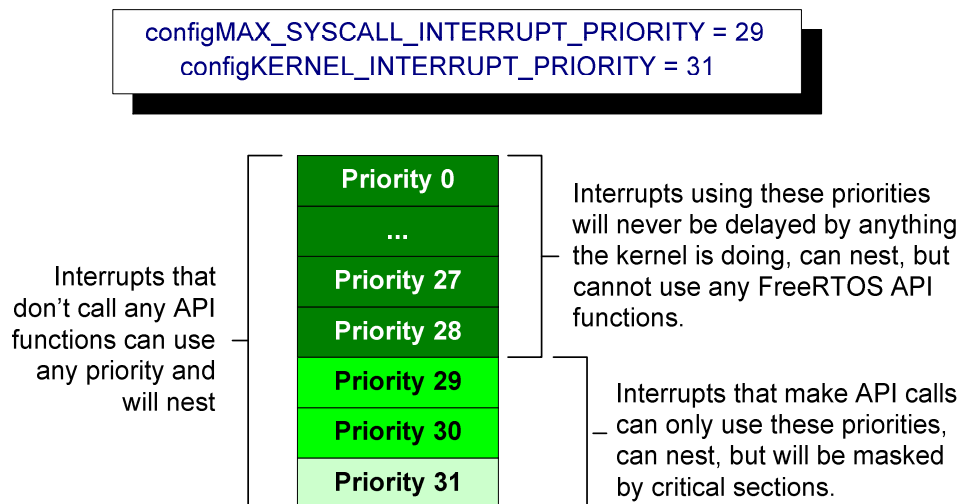 configMAX_SYSCALL_INTERRUPT_PRIORITY = 29
configKERNEL_INTERRUPT_PRIORITY = 31
Priority 0
...
Priority 27
Priority 28
Priority 29
Priority 30
Priority 31
Interrupts that
don't call any API
functions can use
any priority and
will nest
Interrupts using these priorities
will never be delayed by anything
the kernel is doing, can nest, but
cannot use any FreeRTOS API
functions.
Interrupts that make API calls
can only use these priorities,
can nest, but will be masked
by critical sections.